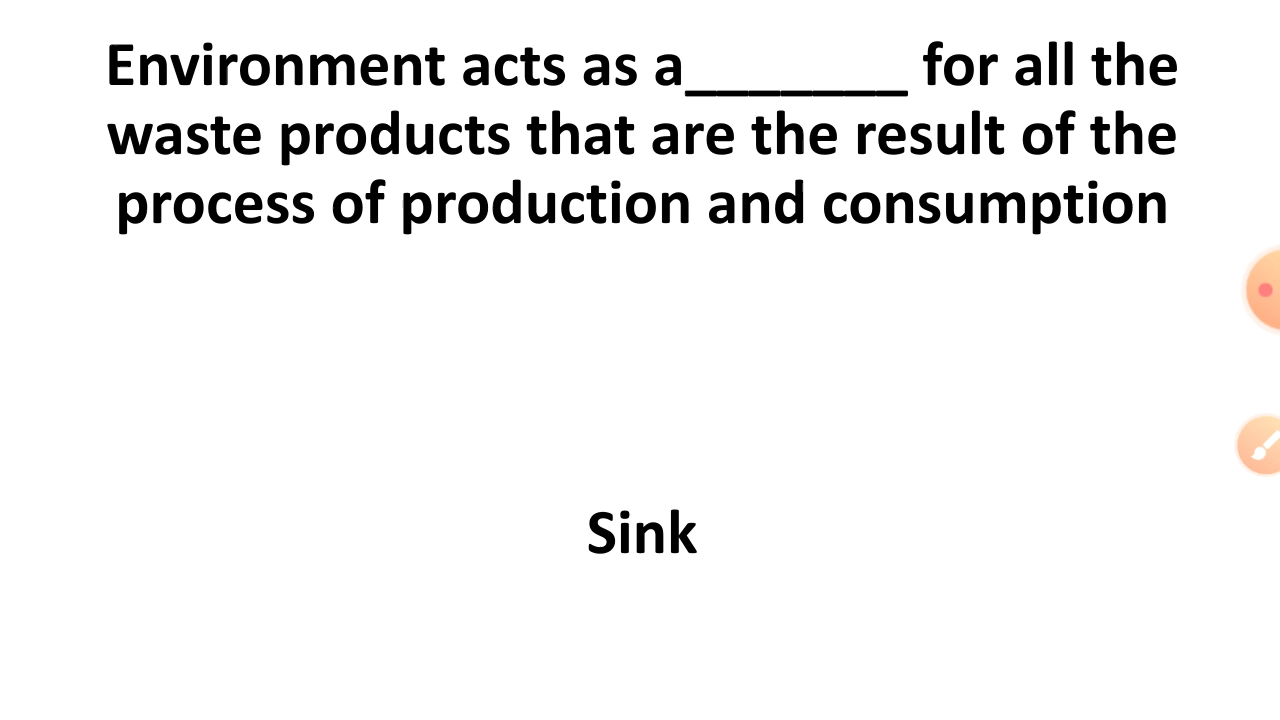 Environment acts as a_______ for all the
waste products that are the result of the
process of production and consumption
Sink